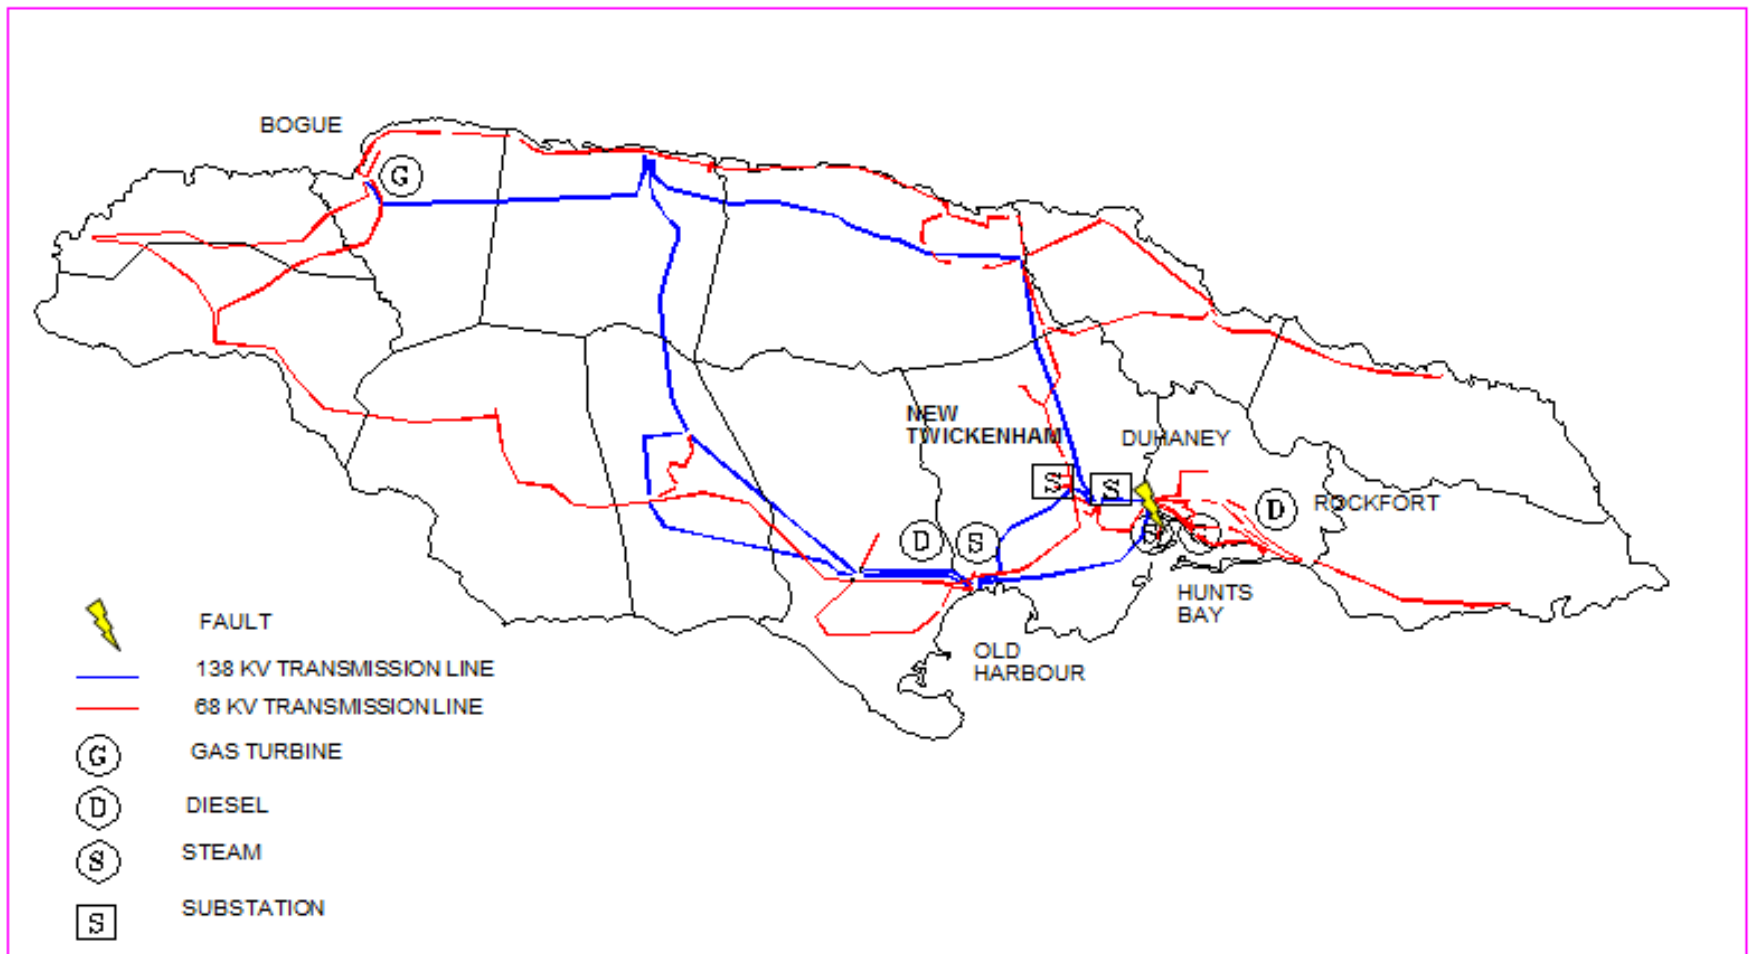 BOGUE
G
NEW
TWICKENHAM
DUHANEY
S
S
D
ROCKFORT
D
S
HUNTS
BAY
OLD
HARBOUR
FAULT
138 KV TRANSMISSION LINE
68 KV TRANSMISSION LINE
G
GAS TURBINE
D
DIESEL
S
STEAM
S
SUBSTATION